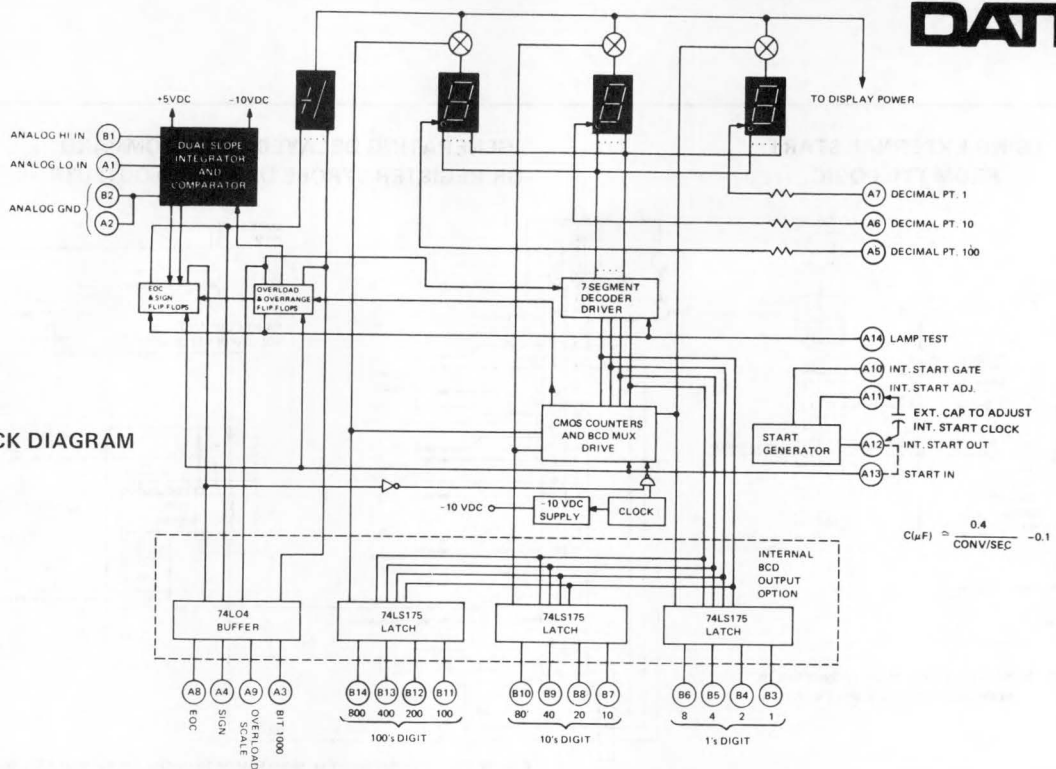 DAT
TO DISPLAY POWER
+5VDC
-10VDC
-/
8
8
8
ANALOG HI IN B1
ANALOG LO IN A1
ANALOG GND B2 A2
DUAL SLOPE
INTEGRATOR
AND
COMPARATOR
A7 DECIMAL PT. 1
A6 DECIMAL PT. 10
A5 DECIMAL PT. 100
EOC
& SIGN
FLIP FLOPS
OVERLOAD
& OVERRANGE
FLIP FLOPS
7 SEGMENT
DECODER
DRIVER
A14 LAMP TEST
A10 INT. START GATE
A11 INT. START ADJ.
EXT. CAP TO ADJUST
INT. START CLOCK
A12 INT. START OUT
A13 START IN
START
GENERATOR
CMOS COUNTERS
AND BCD MUX
DRIVE
CK DIAGRAM
-10 VDC
-10 VDC
SUPPLY
CLOCK
C(μF) ≃ 0.4 / CONV/SEC -0.1
INTERNAL
BCD
OUTPUT
OPTION
74L04
BUFFER
74LS175
LATCH
74LS175
LATCH
74LS175
LATCH
A8 A4 A9 A3
EOC
SIGN
OVERLOAD
SCALE
BIT 1000
B14 B13 B12 B11
800 400 200 100
100's DIGIT
B10 B9 B8 B7
80 40 20 10
10's DIGIT
B6 B5 B4 B3
8 4 2 1
1's DIGIT